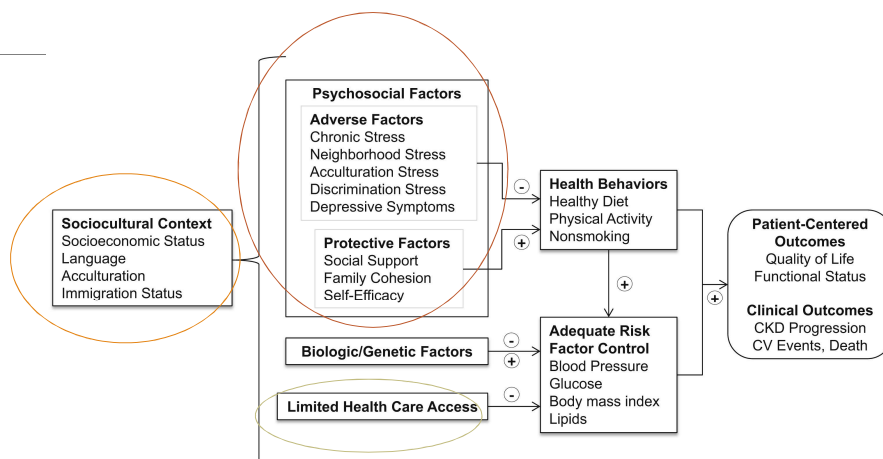 Psychosocial Factors
Adverse Factors
Chronic Stress
Neighborhood Stress
Acculturation Stress
Discrimination Stress
Depressive Symptoms
Protective Factors
Social Support
Family Cohesion
Self-Efficacy
Sociocultural Context
Socioeconomic Status
Language
Acculturation
Immigration Status
Biologic/Genetic Factors
Limited Health Care Access
-
+
Health Behaviors
Healthy Diet
Physical Activity
Nonsmoking
+
-
+
-
Adequate Risk
Factor Control
Blood Pressure
Glucose
Body mass index
Lipids
+
Patient-Centered
Outcomes
Quality of Life
Functional Status
Clinical Outcomes
CKD Progression
CV Events, Death